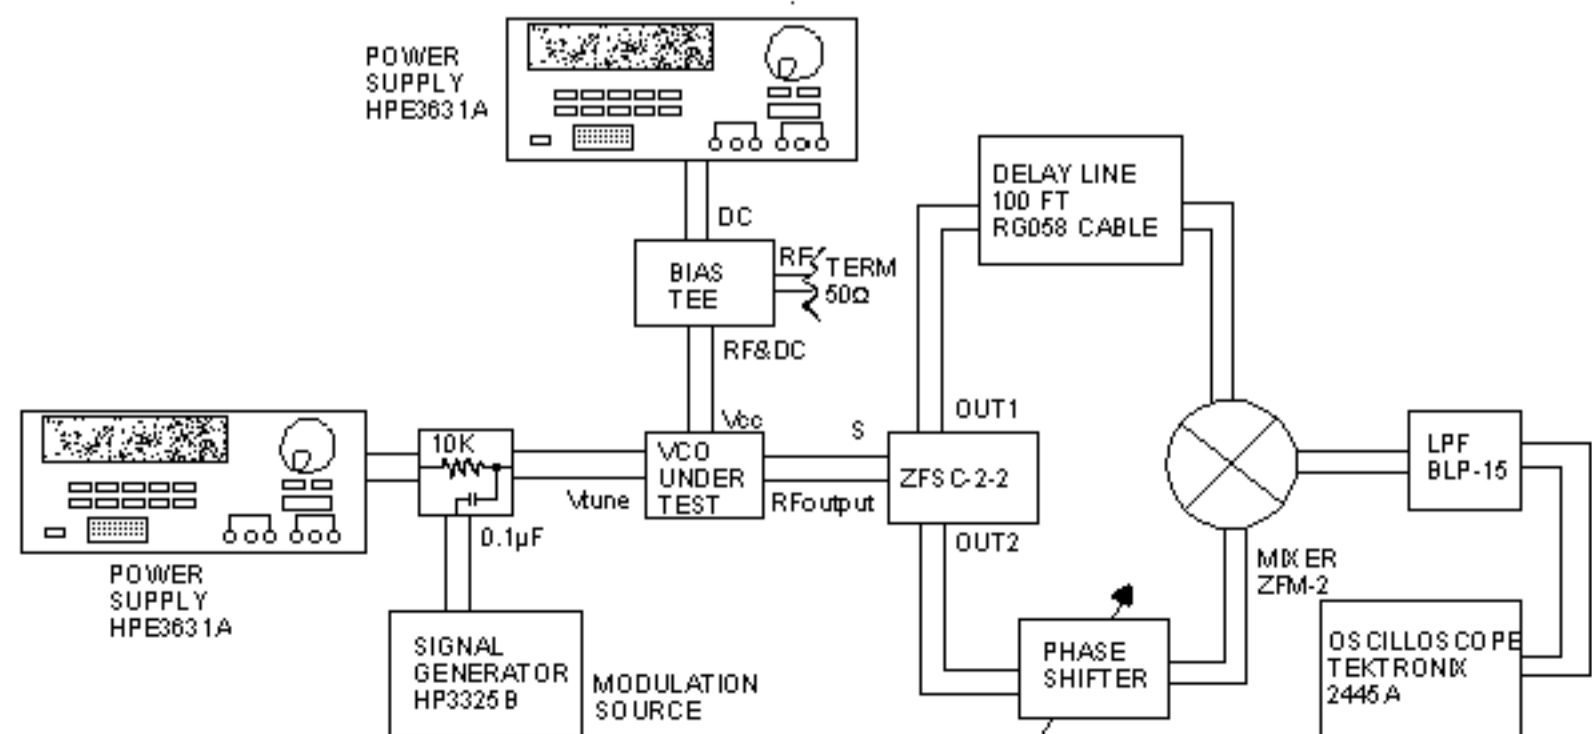 POWER
SUPPLY
HPE3631A
DC
BIAS
TEE
RF
TERM
50Ω
RF&DC
Vcc
DELAY LINE
100 FT
RG058 CABLE
10K
0.1µF
Vtune
VCO
UNDER
TEST
S
RFoutput
ZFSC-2-2
OUT1
OUT2
POWER
SUPPLY
HPE3631A
SIGNAL
GENERATOR
HP3325B
MODULATION
SOURCE
PHASE
SHIFTER
MIXER
ZFM-2
LPF
BLP-15
OSCILLOSCOPE
TEKTRONIX
2445A